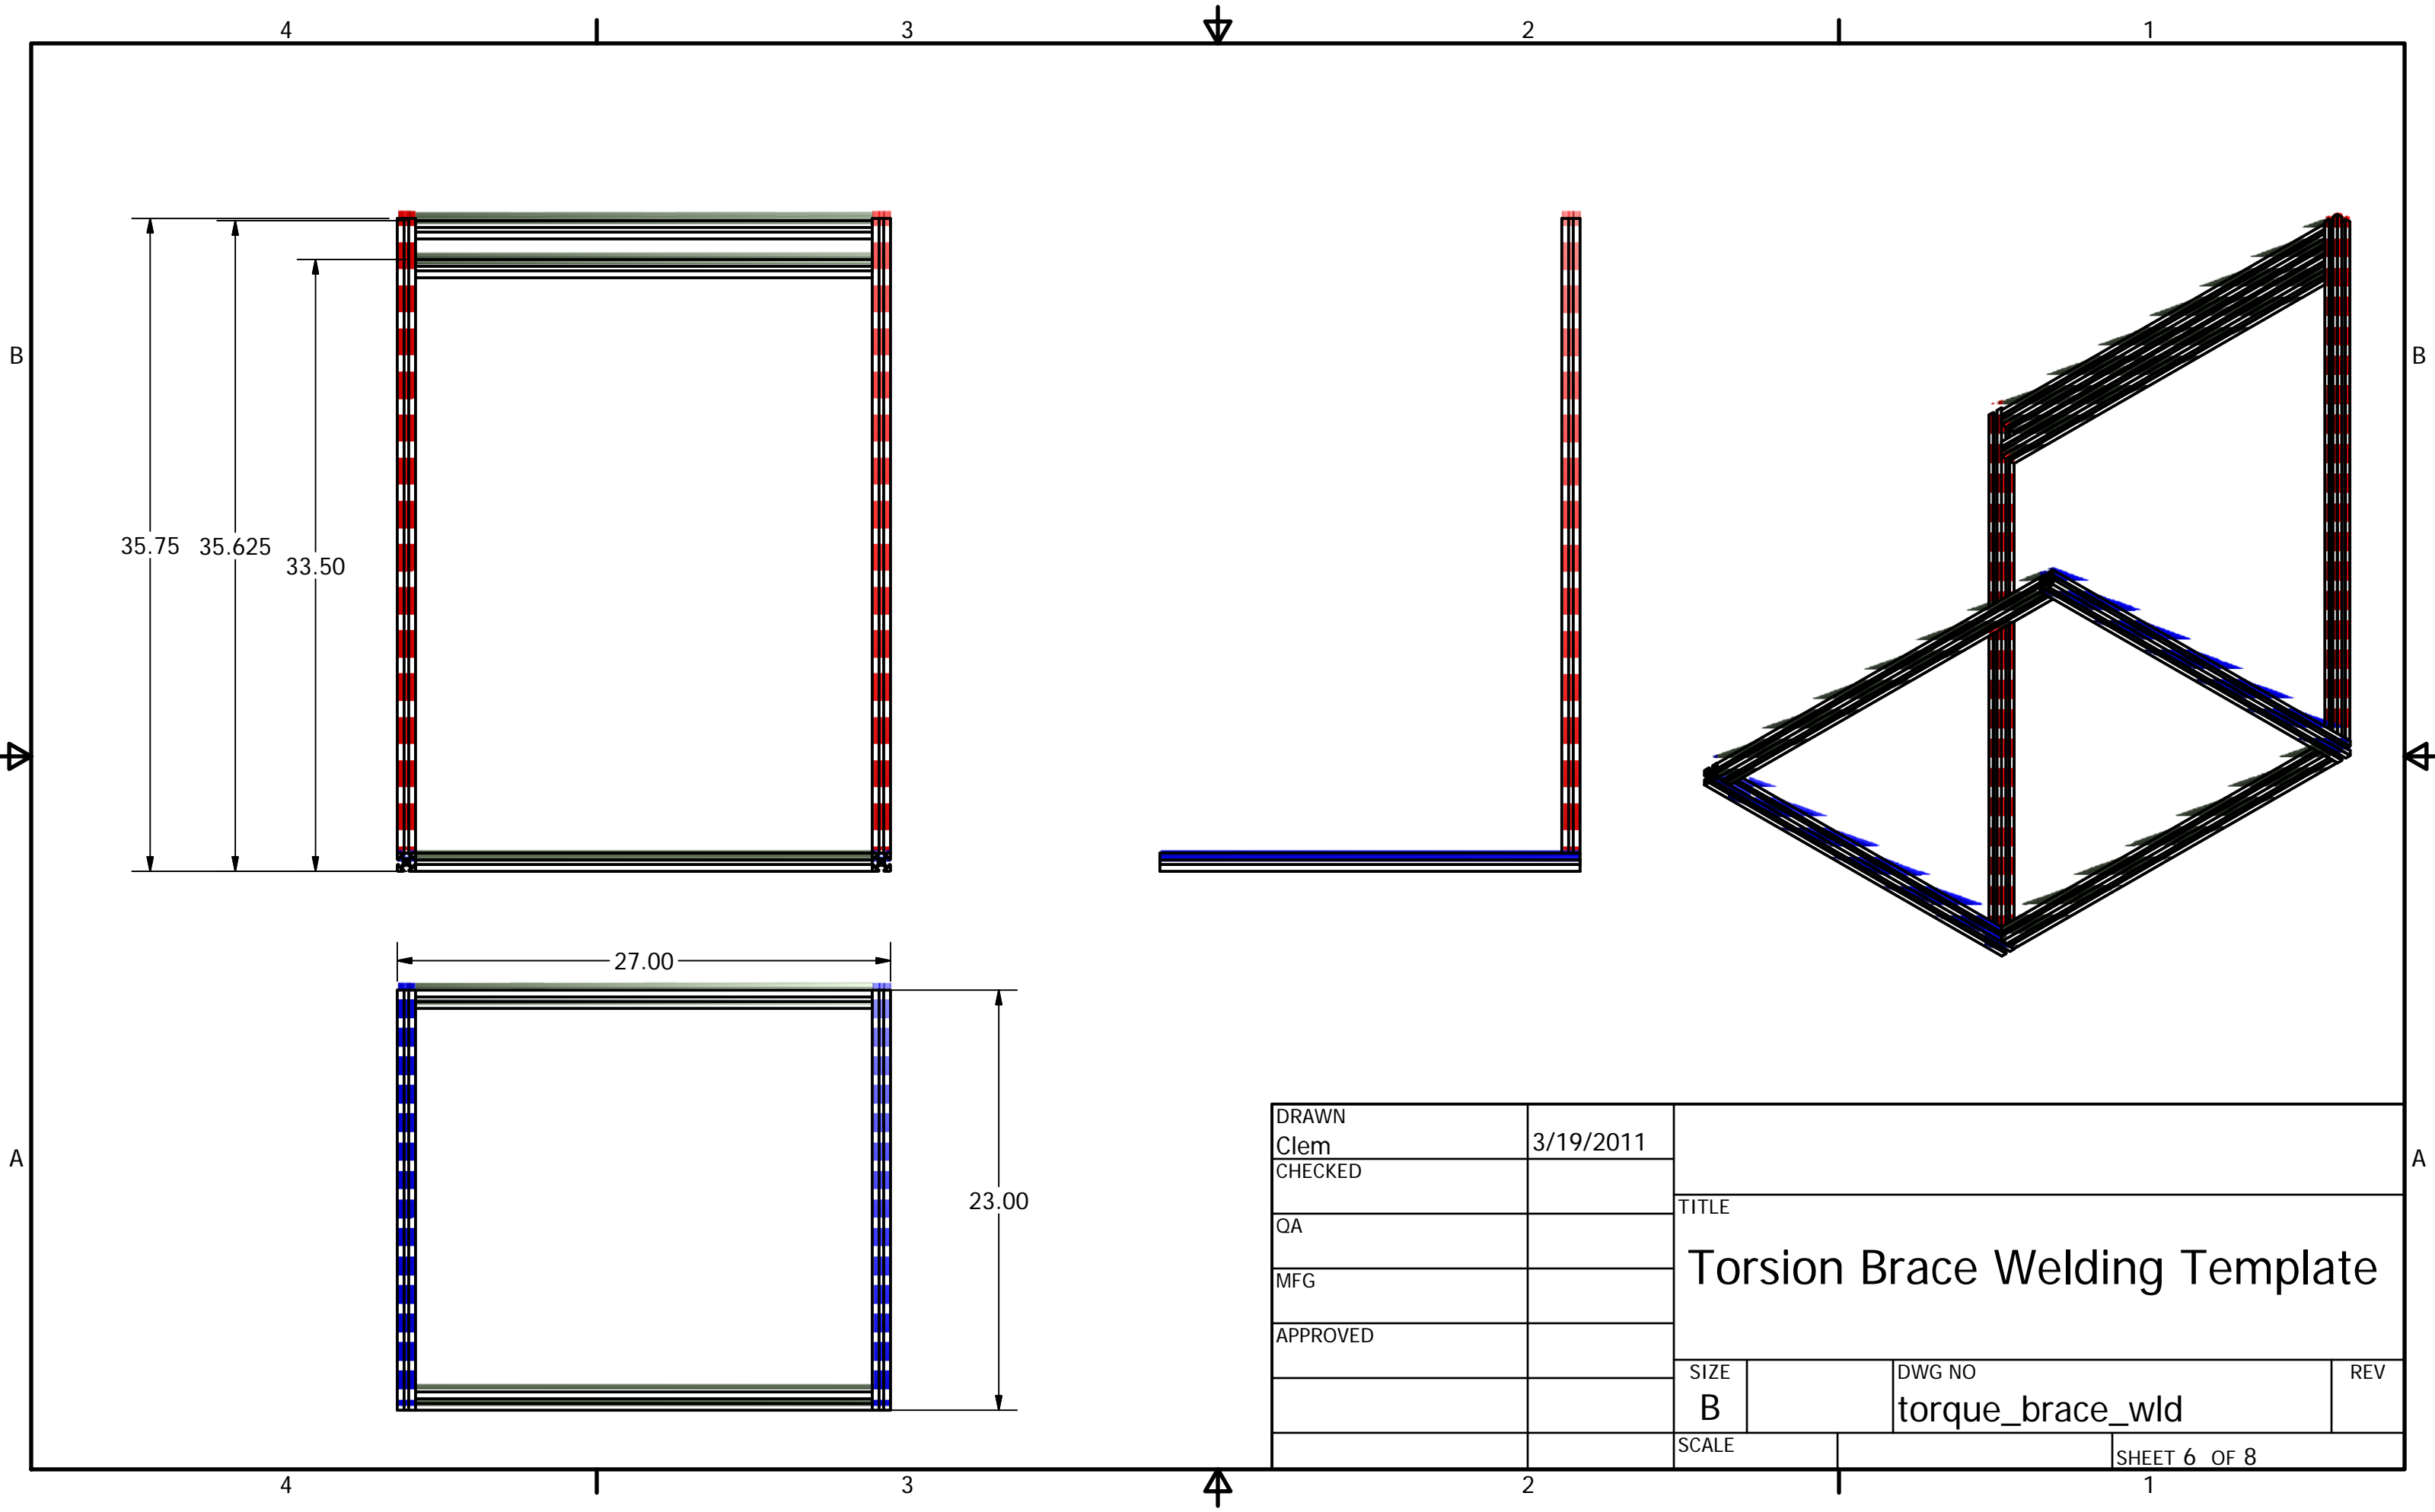 4 3 2 1
B B
35.75 35.625 33.50
27.00
23.00
A A
DRAWN
Clem 3/19/2011
CHECKED
QA
MFG
APPROVED
TITLE
Torsion Brace Welding Template
SIZE DWG NO REV
B torque_brace_wld
SCALE SHEET 6 OF 8
4 3 2 1